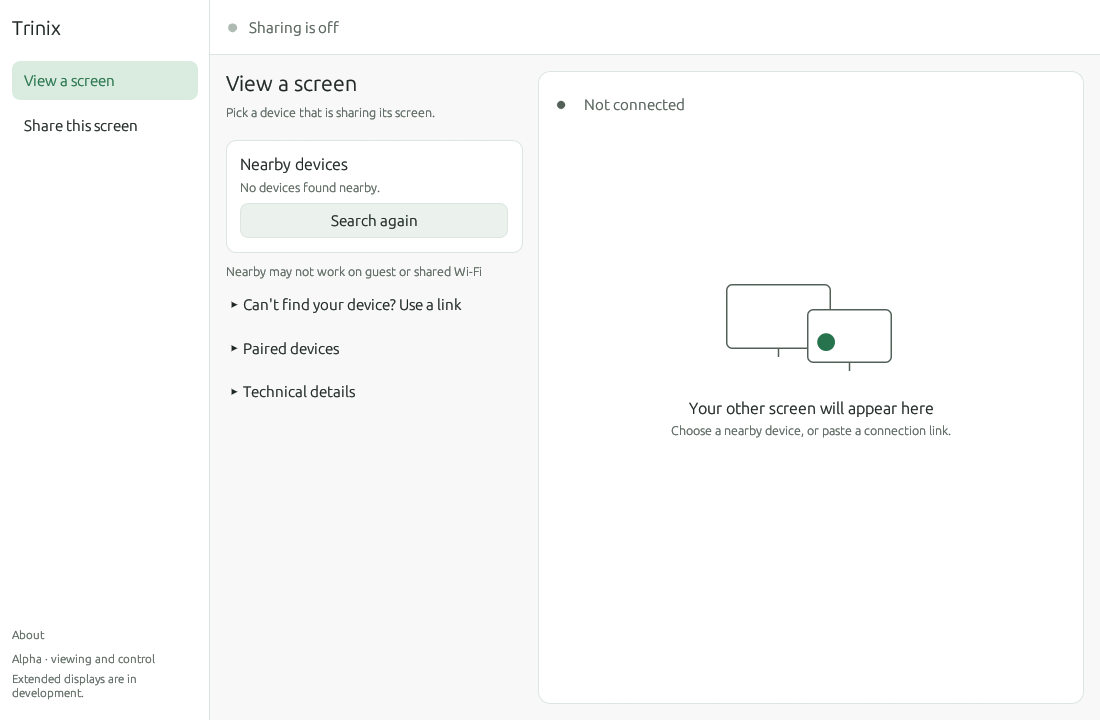 Trinix
View a screen
Share this screen
About
Alpha · viewing and control
Extended displays are in
development.
Sharing is off
View a screen
Pick a device that is sharing its screen.
Nearby devices
No devices found nearby.
Search again
Nearby may not work on guest or shared Wi-Fi
Can't find your device? Use a link
Paired devices
Technical details
Not connected
Your other screen will appear here
Choose a nearby device, or paste a connection link.